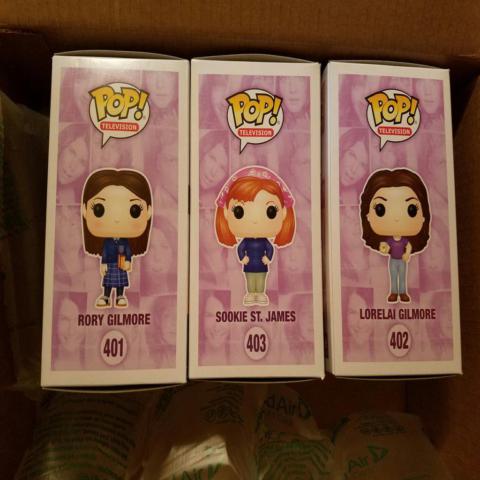 POP!
TELEVISION
RORY GILMORE
401
POP!
TELEVISION
SOOKIE ST. JAMES
403
POP!
TELEVISION
LORELAI GILMORE
402